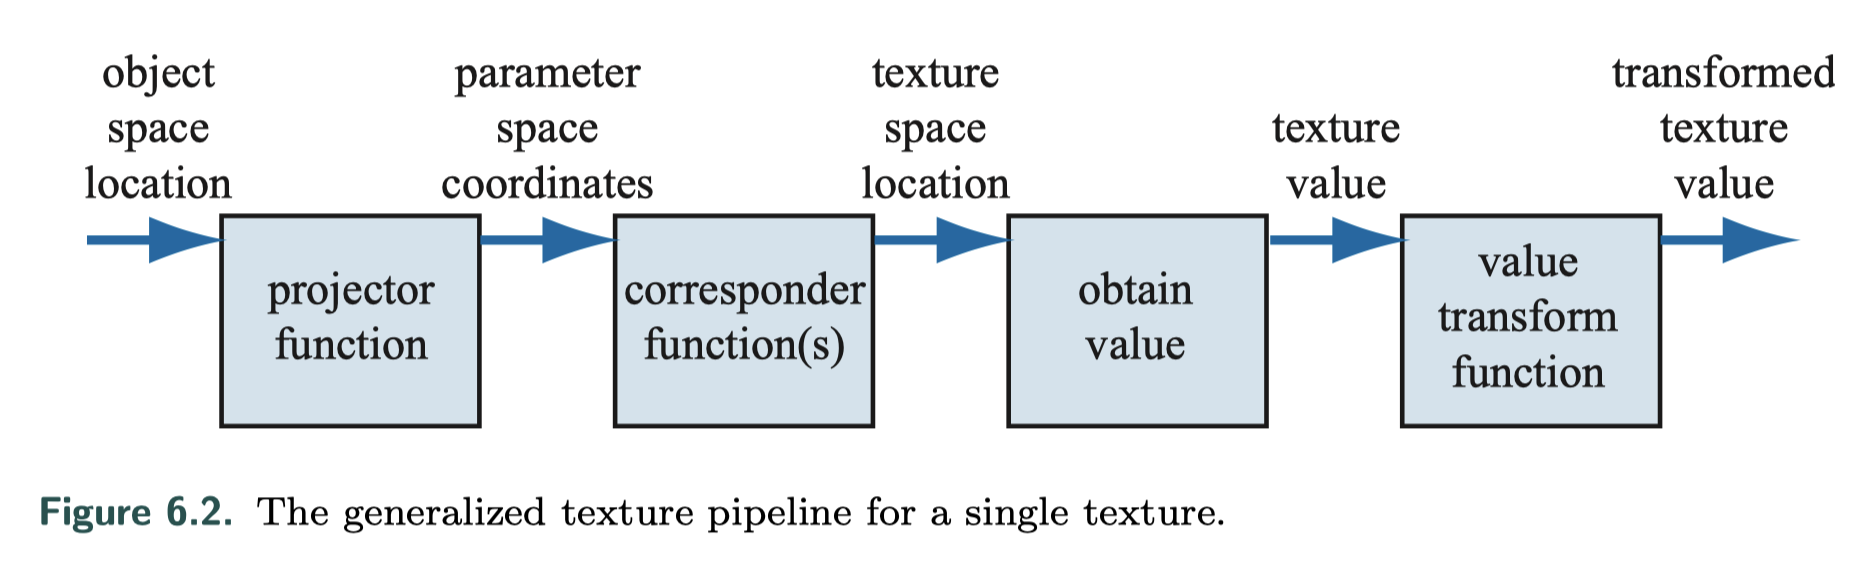 object
space
location
parameter
space
coordinates
texture
space
location
texture
value
transformed
texture
value
projector
function
corresponder
function(s)
obtain
value
value
transform
function
Figure 6.2. The generalized texture pipeline for a single texture.